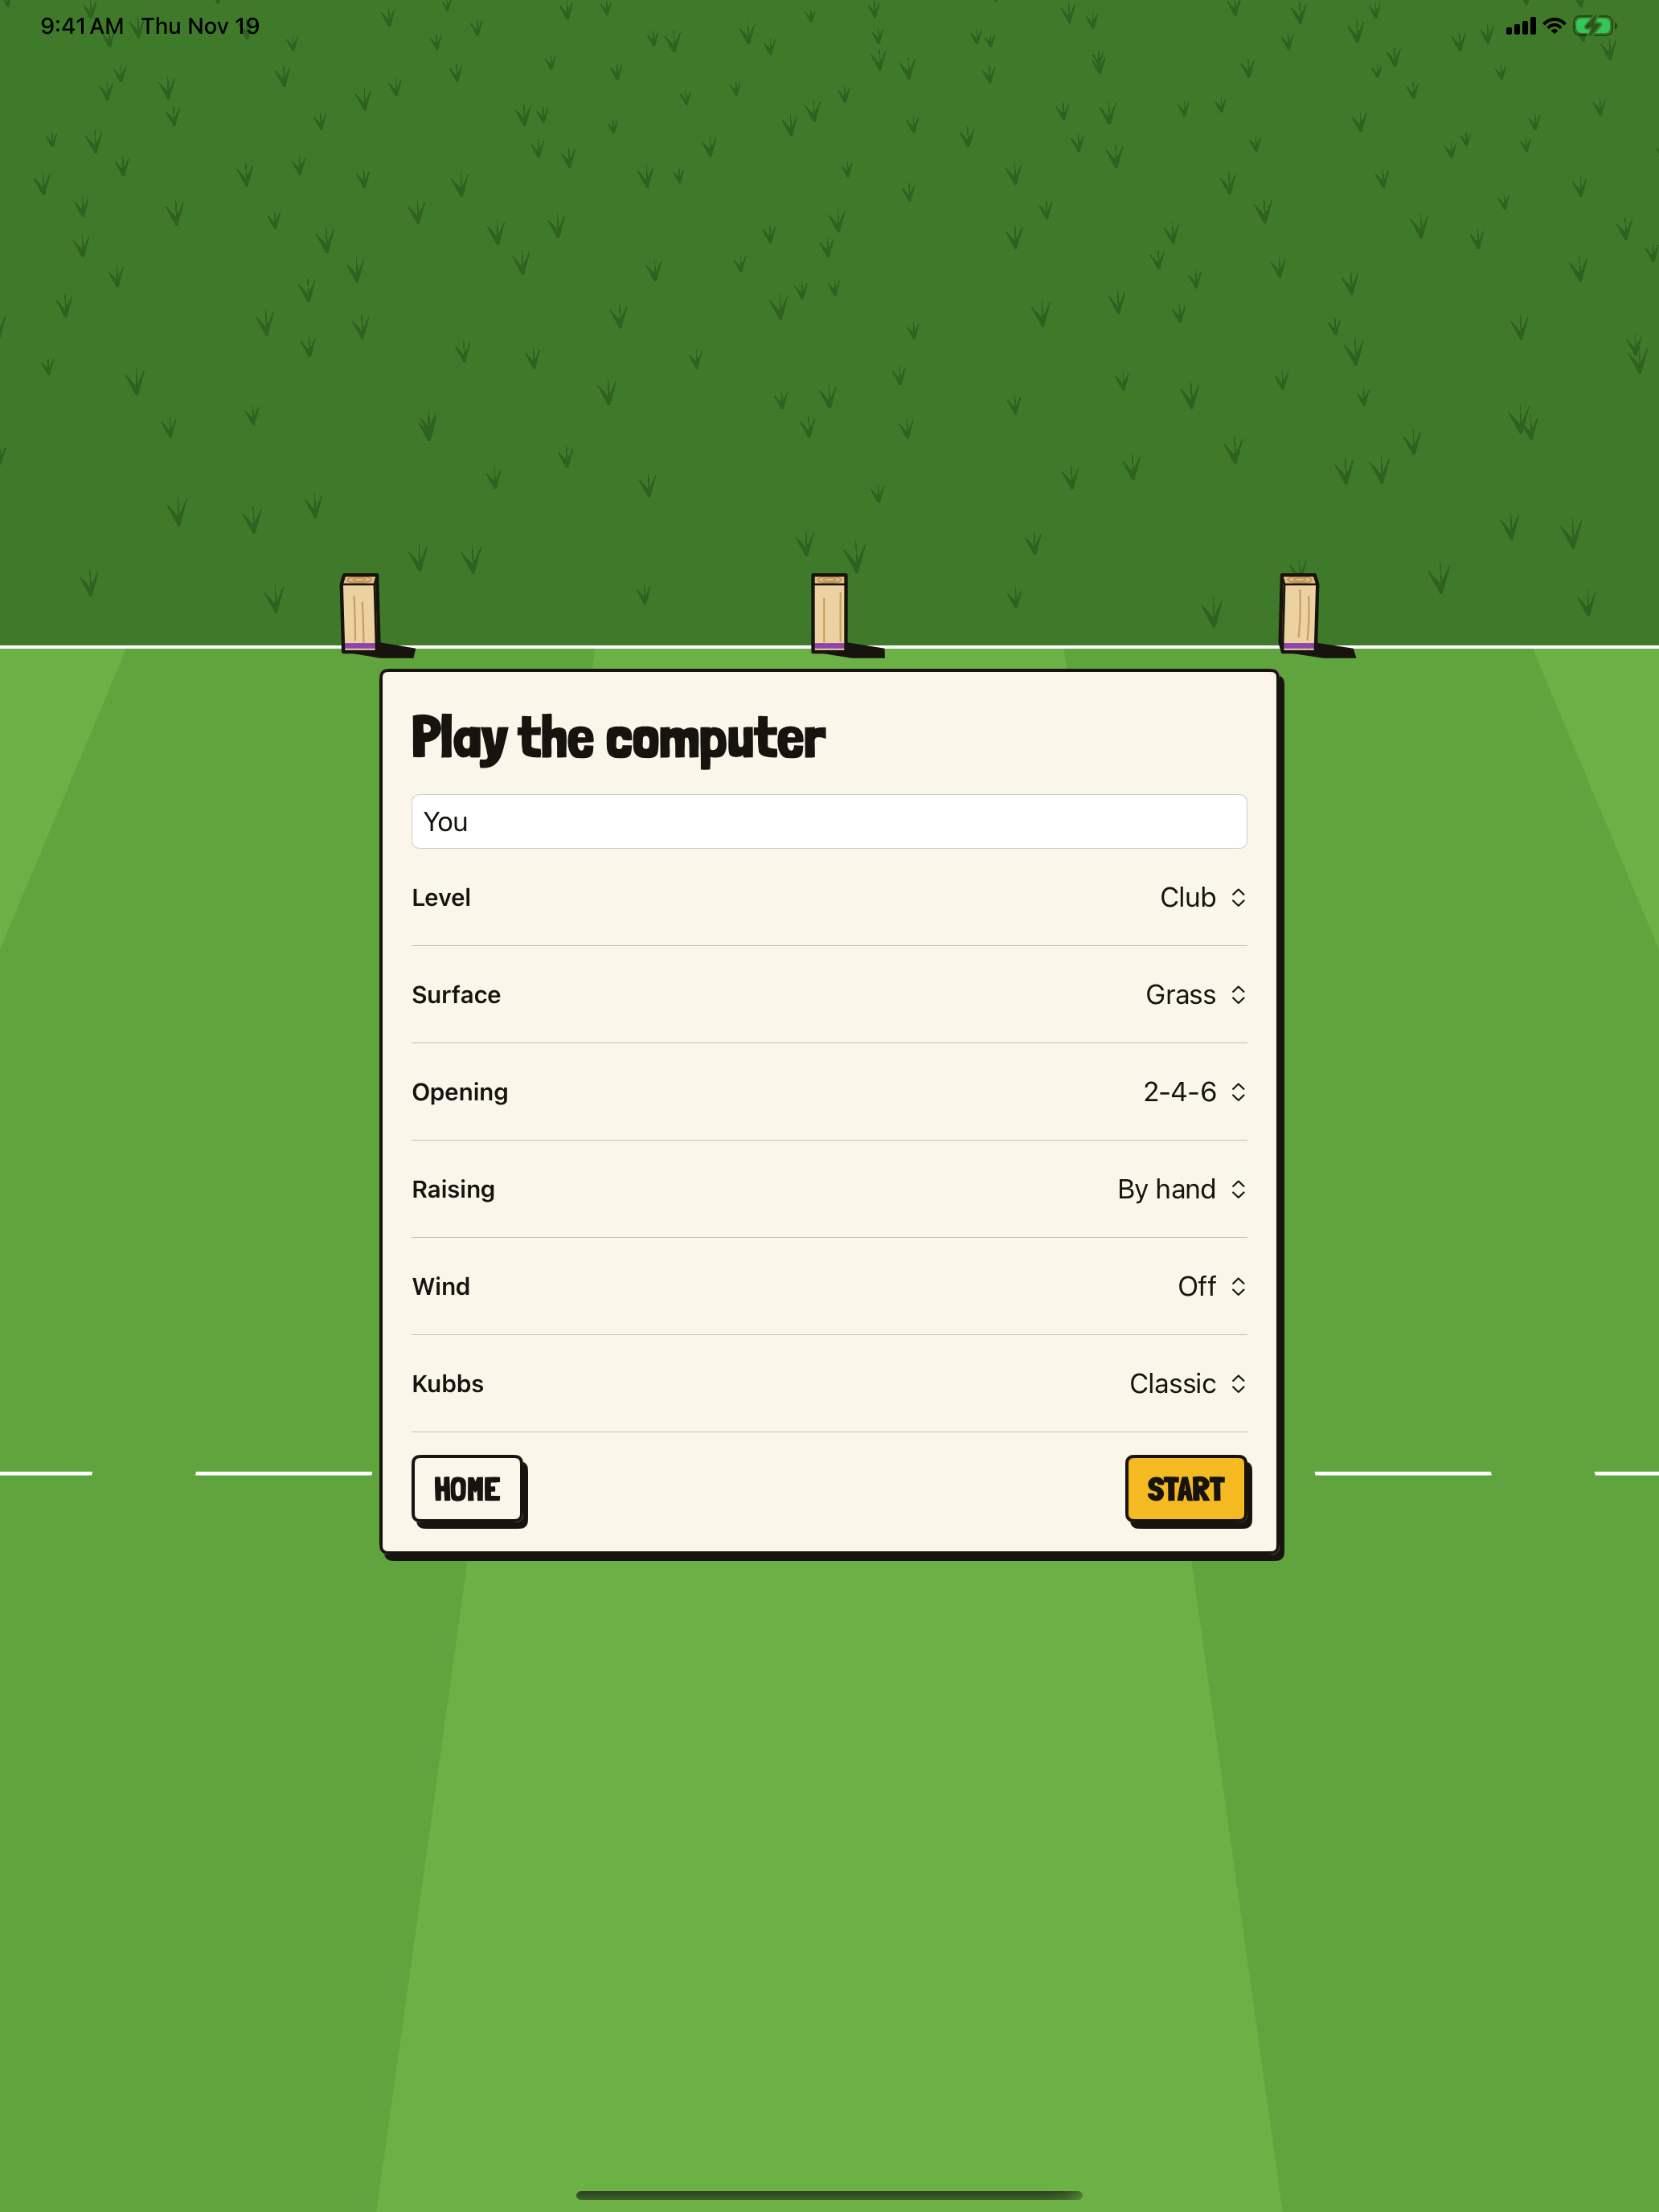 9:41 AM Thu Nov 19
Play the computer
You
Level Club
Surface Grass
Opening 2-4-6
Raising By hand
Wind Off
Kubbs Classic
HOME START